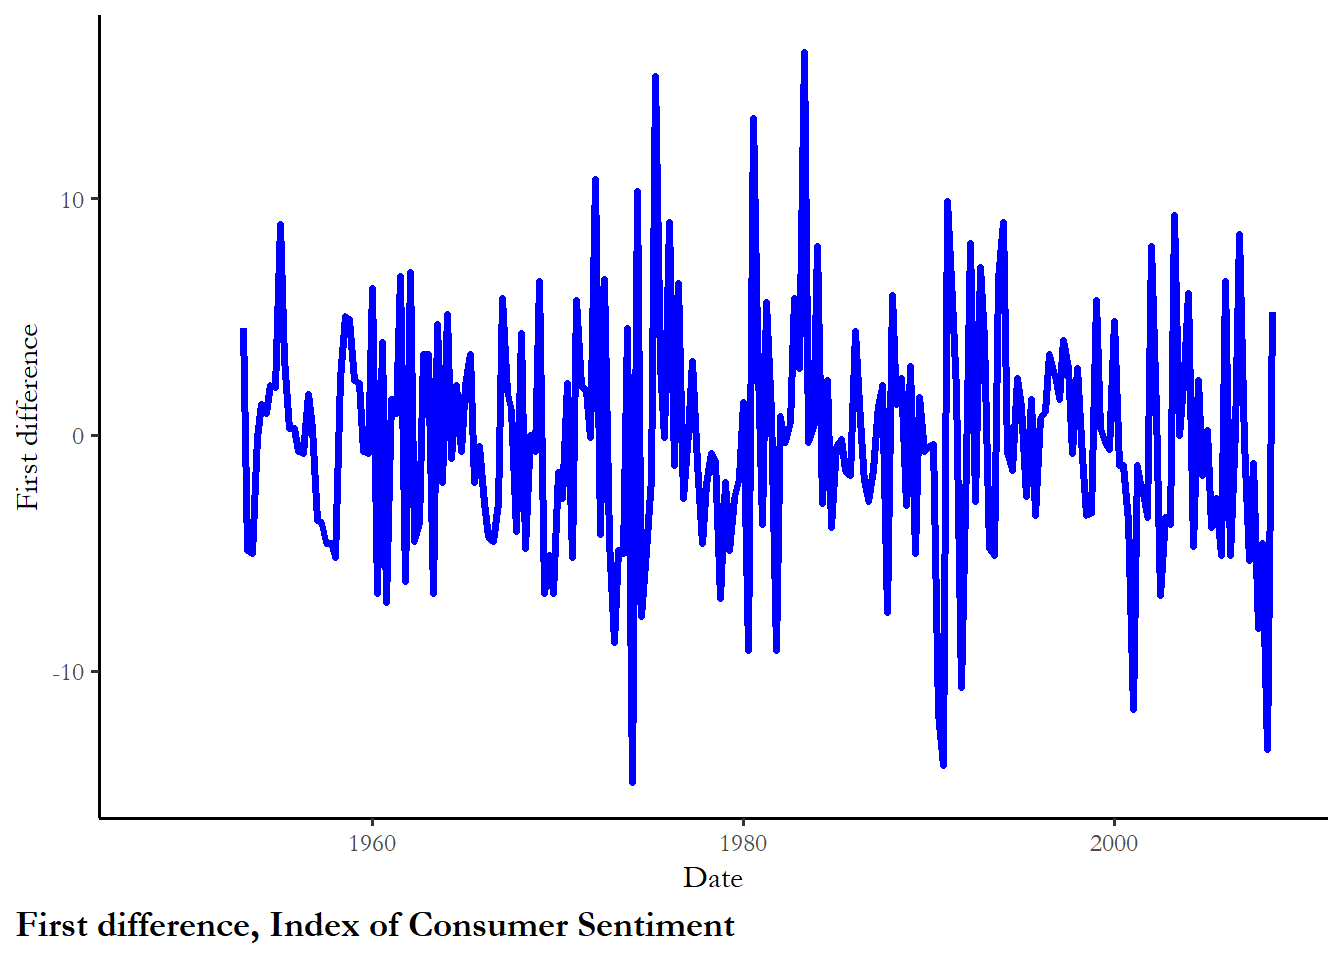 10
0
-10
First difference
1960
1980
2000
Date
First difference, Index of Consumer Sentiment